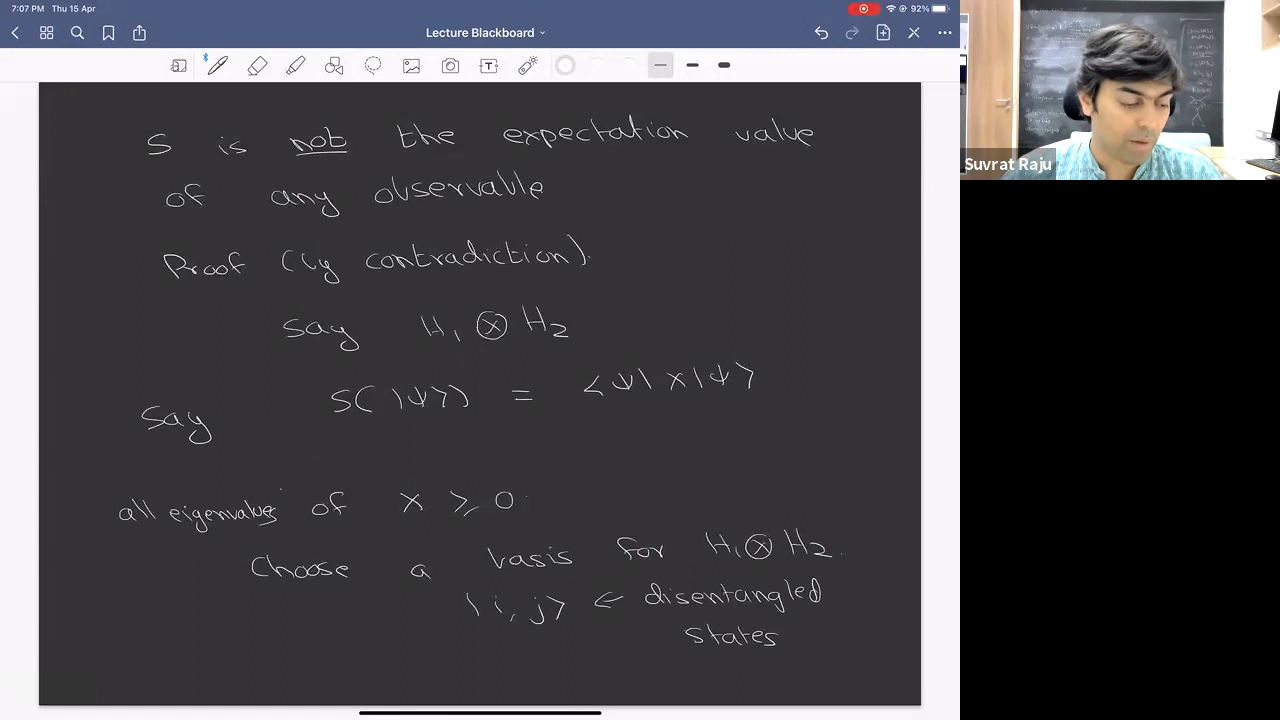 7:07 PM Thu 15 Apr
92%
Lecture Blackboard
S is not the expectation value
of any observable
Proof (by contradiction).
Say H₁ ⊗ H₂
Say S(|ψ>) = <ψ|X|ψ>
all eigenvalues of X ≥ 0.
Choose a basis for H₁ ⊗ H₂.
|i, j> ← disentangled
states
Suvrat Raju